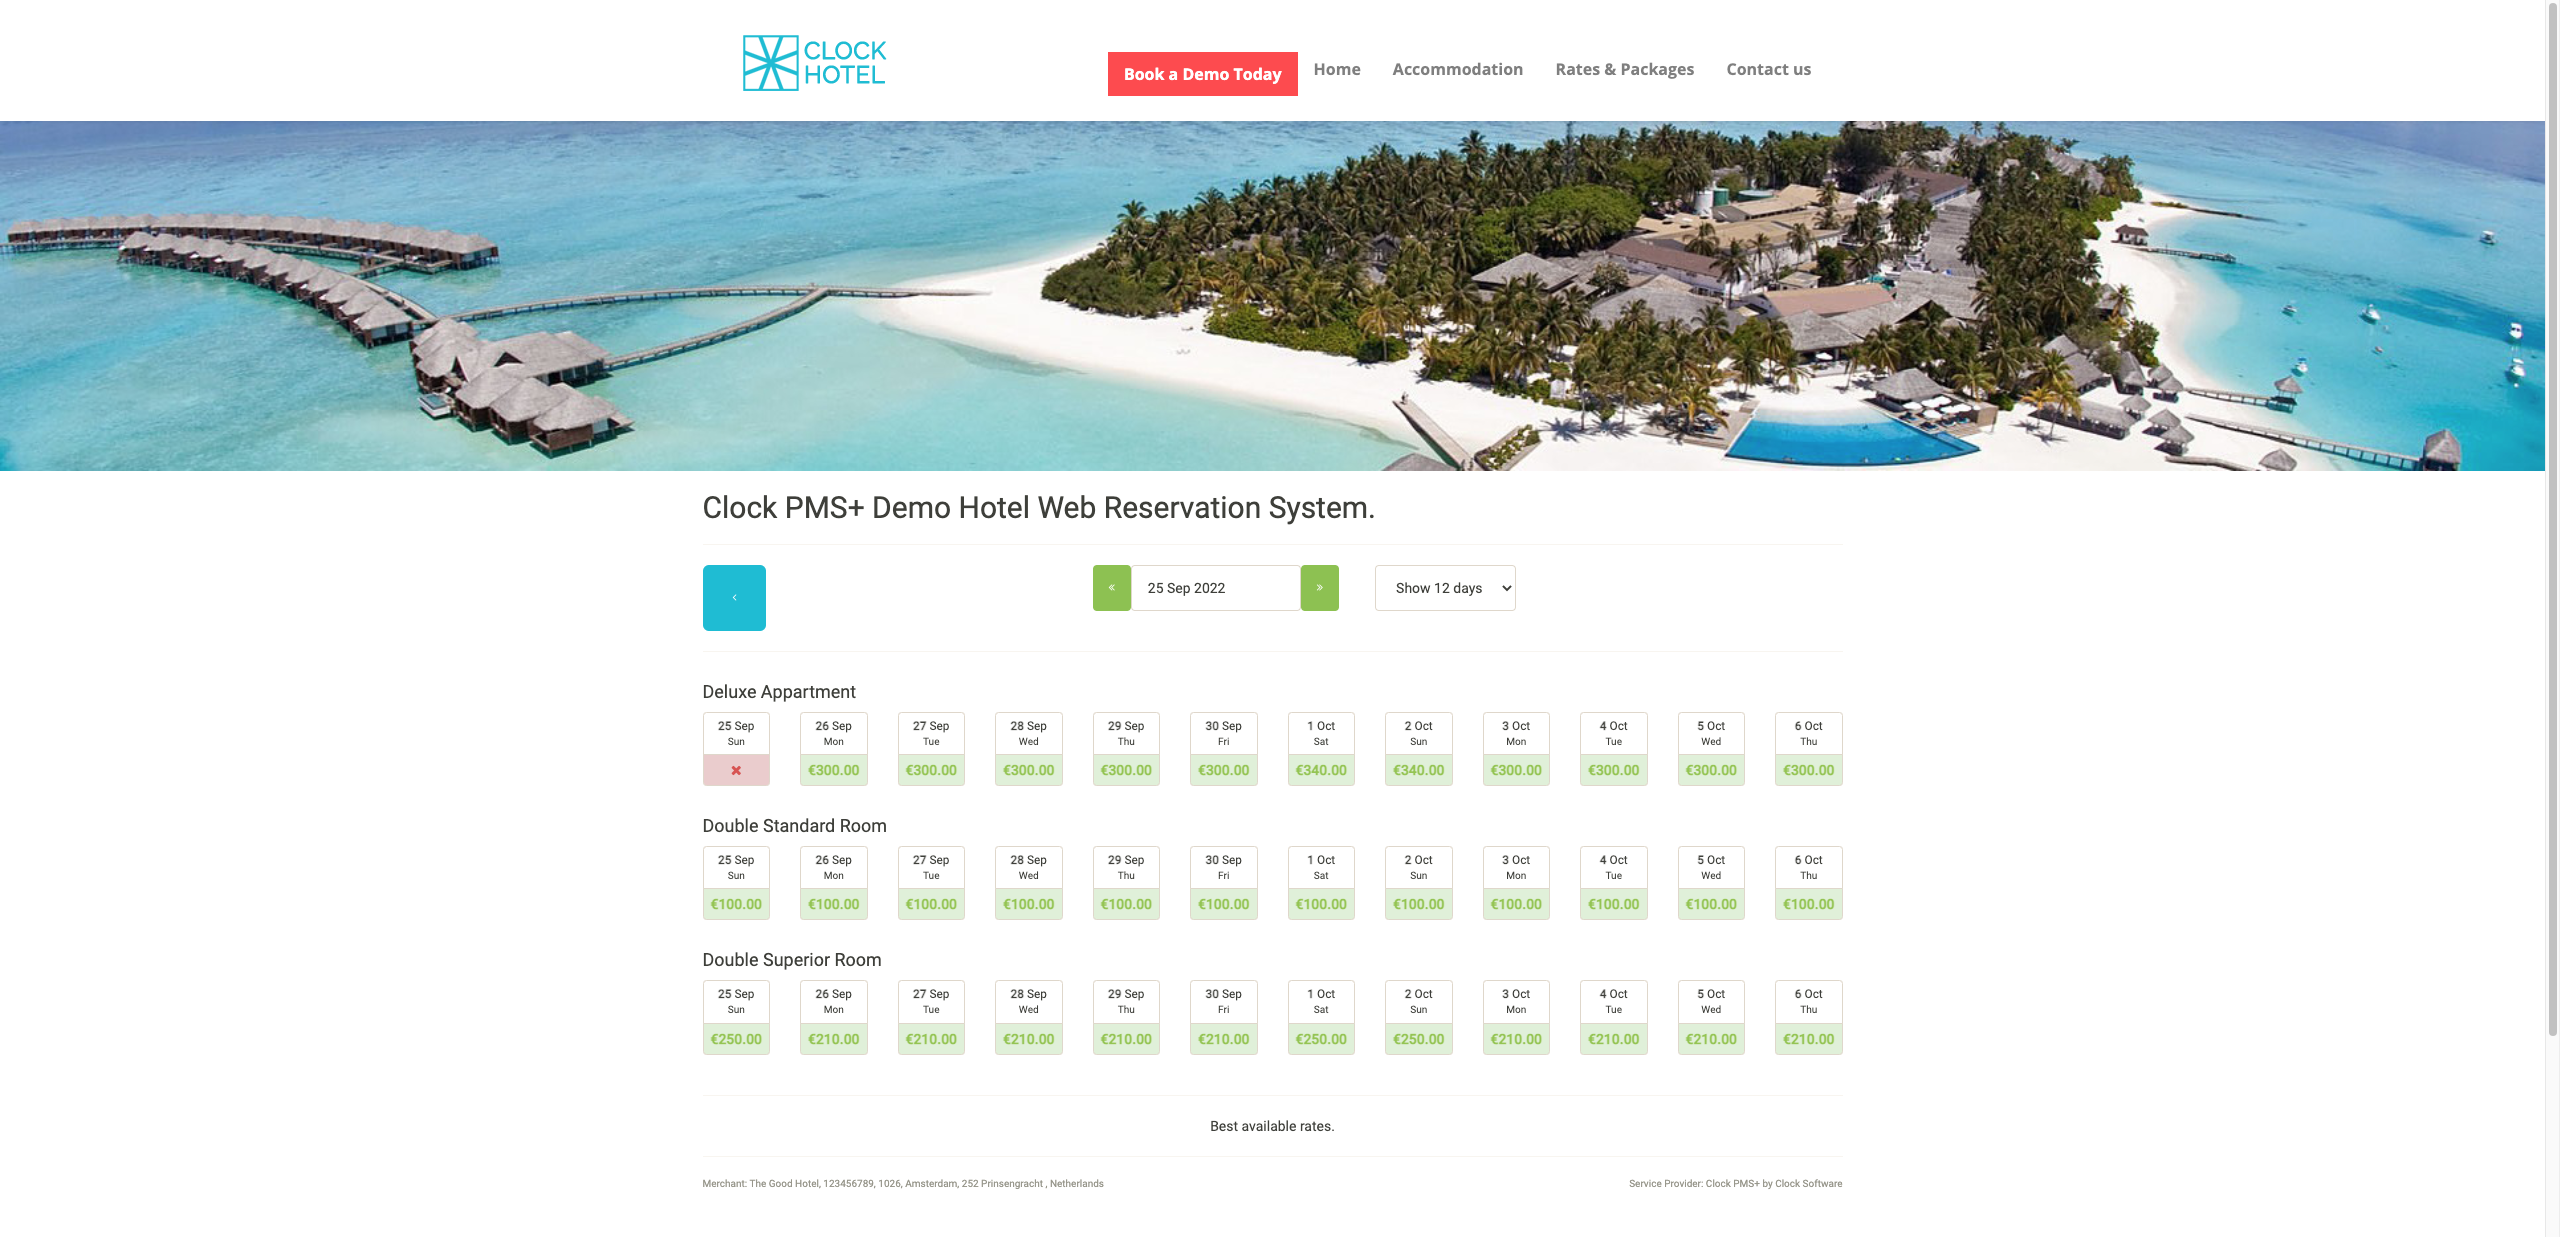 CLOCK
HOTEL
Book a Demo Today Home Accommodation Rates & Packages Contact us
Clock PMS+ Demo Hotel Web Reservation System.
‹ « 25 Sep 2022 » Show 12 days
Deluxe Appartment
25 Sep 26 Sep 27 Sep 28 Sep 29 Sep 30 Sep 1 Oct 2 Oct 3 Oct 4 Oct 5 Oct 6 Oct
Sun Mon Tue Wed Thu Fri Sat Sun Mon Tue Wed Thu
€300.00 €300.00 €300.00 €300.00 €300.00 €340.00 €340.00 €300.00 €300.00 €300.00 €300.00
Double Standard Room
25 Sep 26 Sep 27 Sep 28 Sep 29 Sep 30 Sep 1 Oct 2 Oct 3 Oct 4 Oct 5 Oct 6 Oct
Sun Mon Tue Wed Thu Fri Sat Sun Mon Tue Wed Thu
€100.00 €100.00 €100.00 €100.00 €100.00 €100.00 €100.00 €100.00 €100.00 €100.00 €100.00 €100.00
Double Superior Room
25 Sep 26 Sep 27 Sep 28 Sep 29 Sep 30 Sep 1 Oct 2 Oct 3 Oct 4 Oct 5 Oct 6 Oct
Sun Mon Tue Wed Thu Fri Sat Sun Mon Tue Wed Thu
€250.00 €210.00 €210.00 €210.00 €210.00 €210.00 €250.00 €250.00 €210.00 €210.00 €210.00 €210.00
Best available rates.
Merchant: The Good Hotel, 123456789, 1026, Amsterdam, 252 Prinsengracht , Netherlands Service Provider: Clock PMS+ by Clock Software